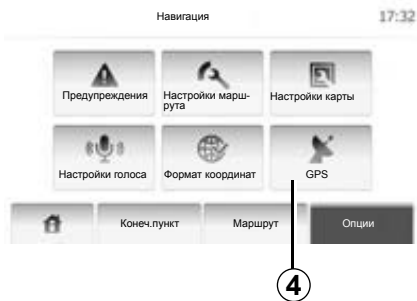 Навигация 17:32
Предупреждения
Настройки марш-
рута
Настройки карты
Настройки голоса
Формат координат
GPS
Конеч.пункт
Маршрут
Опции
4